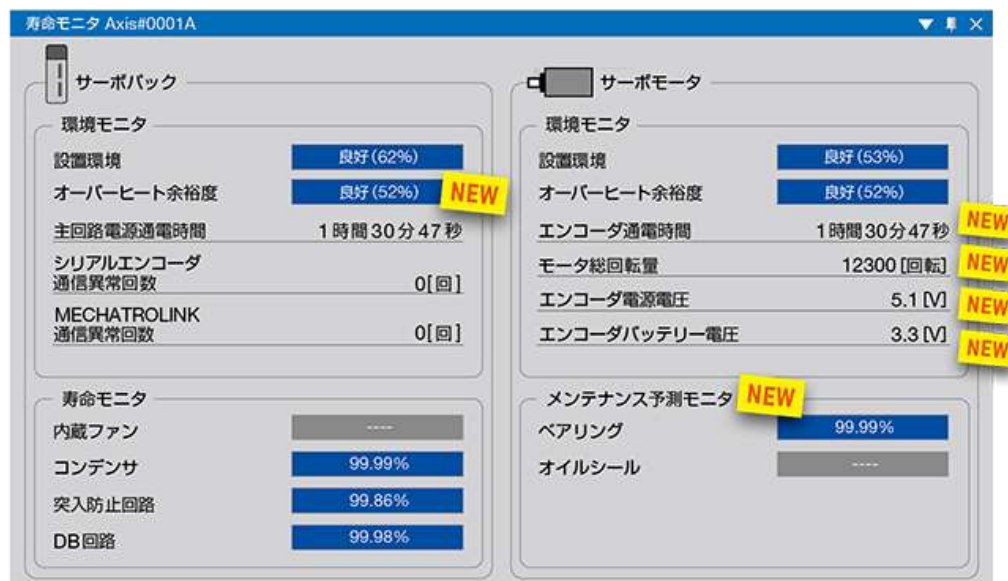 寿命モニタ Axis#0001A
サーボパック
環境モニタ
設置環境 良好(62%)
オーバーヒート余裕度 良好(52%) NEW
主回路電源通電時間 1時間30分47秒
シリアルエンコーダ
通信異常回数 0[回]
MECHATROLINK
通信異常回数 0[回]
寿命モニタ
内蔵ファン ----
コンデンサ 99.99%
突入防止回路 99.86%
DB回路 99.98%
サーボモータ
環境モニタ
設置環境 良好(53%)
オーバーヒート余裕度 良好(52%)
エンコーダ通電時間 1時間30分47秒 NEW
モータ総回転量 12300[回転] NEW
エンコーダ電源電圧 5.1[V] NEW
エンコーダバッテリー電圧 3.3[V] NEW
メンテナンス予測モニタ NEW
ベアリング 99.99%
オイルシール ----